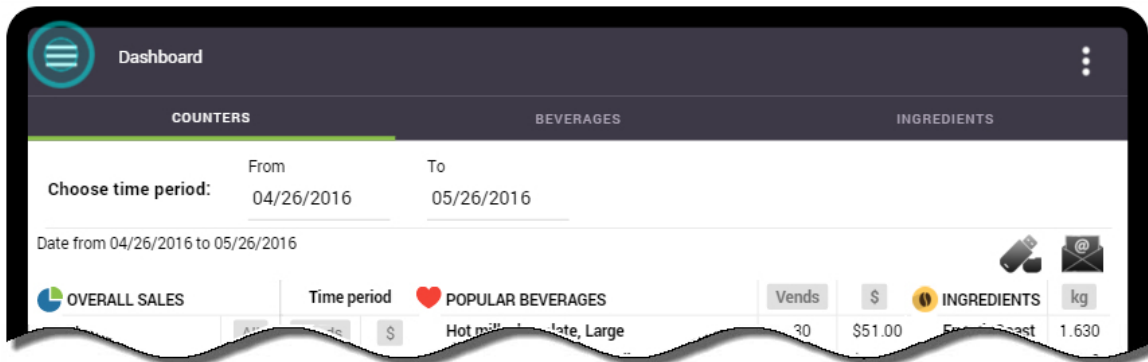 Dashboard
COUNTERS BEVERAGES INGREDIENTS
From To
Choose time period: 04/26/2016 05/26/2016
Date from 04/26/2016 to 05/26/2016
@
OVERALL SALES Time period POPULAR BEVERAGES Vends $ INGREDIENTS kg
$ Hot Large 30 $51.00 1.630